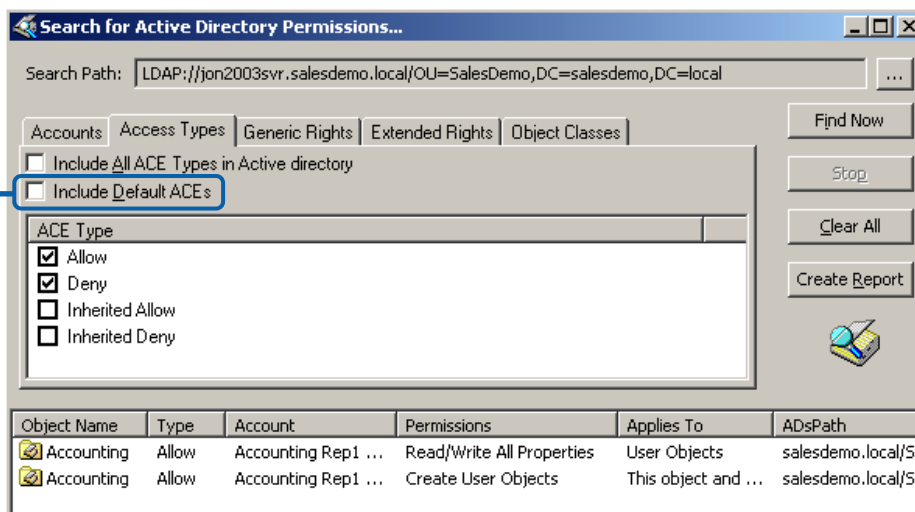 Search for Active Directory Permissions...
Search Path: LDAP://jon2003svr.salesdemo.local/OU=SalesDemo,DC=salesdemo,DC=local ...
Accounts Access Types Generic Rights Extended Rights Object Classes
Include All ACE Types in Active directory
Include Default ACEs
ACE Type
Allow
Deny
Inherited Allow
Inherited Deny
Find Now
Stop
Clear All
Create Report
Object Name Type Account Permissions Applies To ADsPath
Accounting Allow Accounting Rep1 ... Read/Write All Properties User Objects salesdemo.local/S
Accounting Allow Accounting Rep1 ... Create User Objects This object and ... salesdemo.local/S